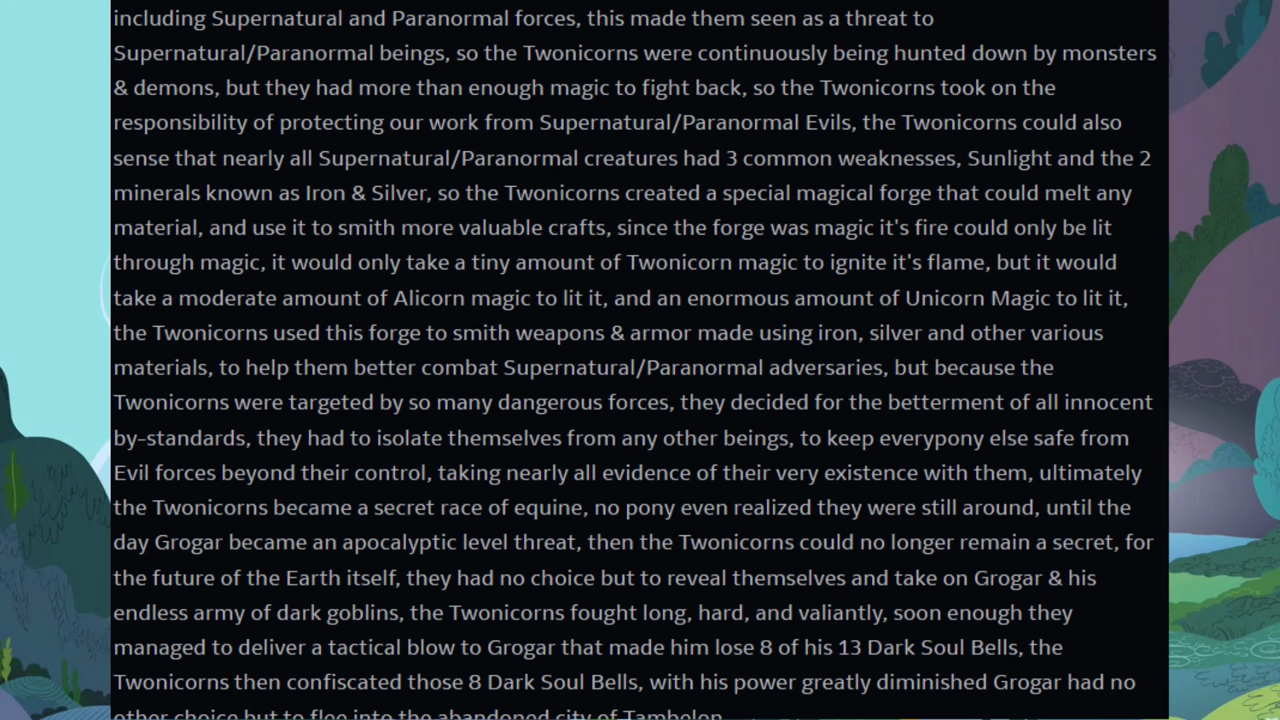 including Supernatural and Paranormal forces, this made them seen as a threat to
Supernatural/Paranormal beings, so the Twonicorns were continuously being hunted down by monsters
& demons, but they had more than enough magic to fight back, so the Twonicorns took on the
responsibility of protecting our work from Supernatural/Paranormal Evils, the Twonicorns could also
sense that nearly all Supernatural/Paranormal creatures had 3 common weaknesses, Sunlight and the 2
minerals known as Iron & Silver, so the Twonicorns created a special magical forge that could melt any
material, and use it to smith more valuable crafts, since the forge was magic it's fire could only be lit
through magic, it would only take a tiny amount of Twonicorn magic to ignite it's flame, but it would
take a moderate amount of Alicorn magic to lit it, and an enormous amount of Unicorn Magic to lit it,
the Twonicorns used this forge to smith weapons & armor made using iron, silver and other various
materials, to help them better combat Supernatural/Paranormal adversaries, but because the
Twonicorns were targeted by so many dangerous forces, they decided for the betterment of all innocent
by-standards, they had to isolate themselves from any other beings, to keep everypony else safe from
Evil forces beyond their control, taking nearly all evidence of their very existence with them, ultimately
the Twonicorns became a secret race of equine, no pony even realized they were still around, until the
day Grogar became an apocalyptic level threat, then the Twonicorns could no longer remain a secret, for
the future of the Earth itself, they had no choice but to reveal themselves and take on Grogar & his
endless army of dark goblins, the Twonicorns fought long, hard, and valiantly, soon enough they
managed to deliver a tactical blow to Grogar that made him lose 8 of his 13 Dark Soul Bells, the
Twonicorns then confiscated those 8 Dark Soul Bells, with his power greatly diminished Grogar had no
other choice but to flee into the abandoned city of Tambelon